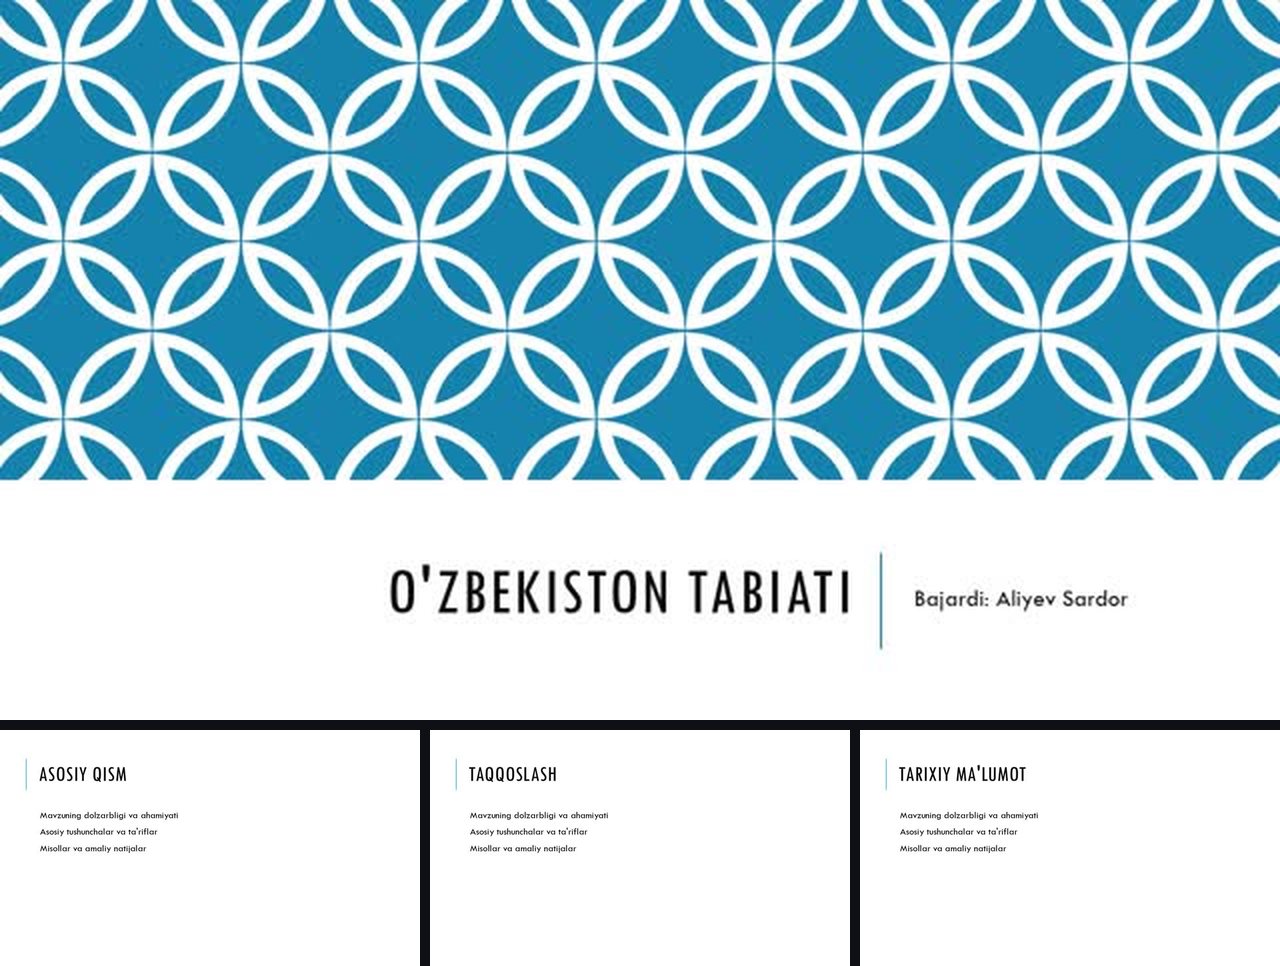 O'ZBEKISTON TABIATI
Bajardi: Aliyev Sardor
ASOSIY QISM
Mavzuning dolzarbligi va ahamiyati
Asosiy tushunchalar va ta'riflar
Misollar va amaliy natijalar
TAQQOSLASH
Mavzuning dolzarbligi va ahamiyati
Asosiy tushunchalar va ta'riflar
Misollar va amaliy natijalar
TARIXIY MA'LUMOT
Mavzuning dolzarbligi va ahamiyati
Asosiy tushunchalar va ta'riflar
Misollar va amaliy natijalar